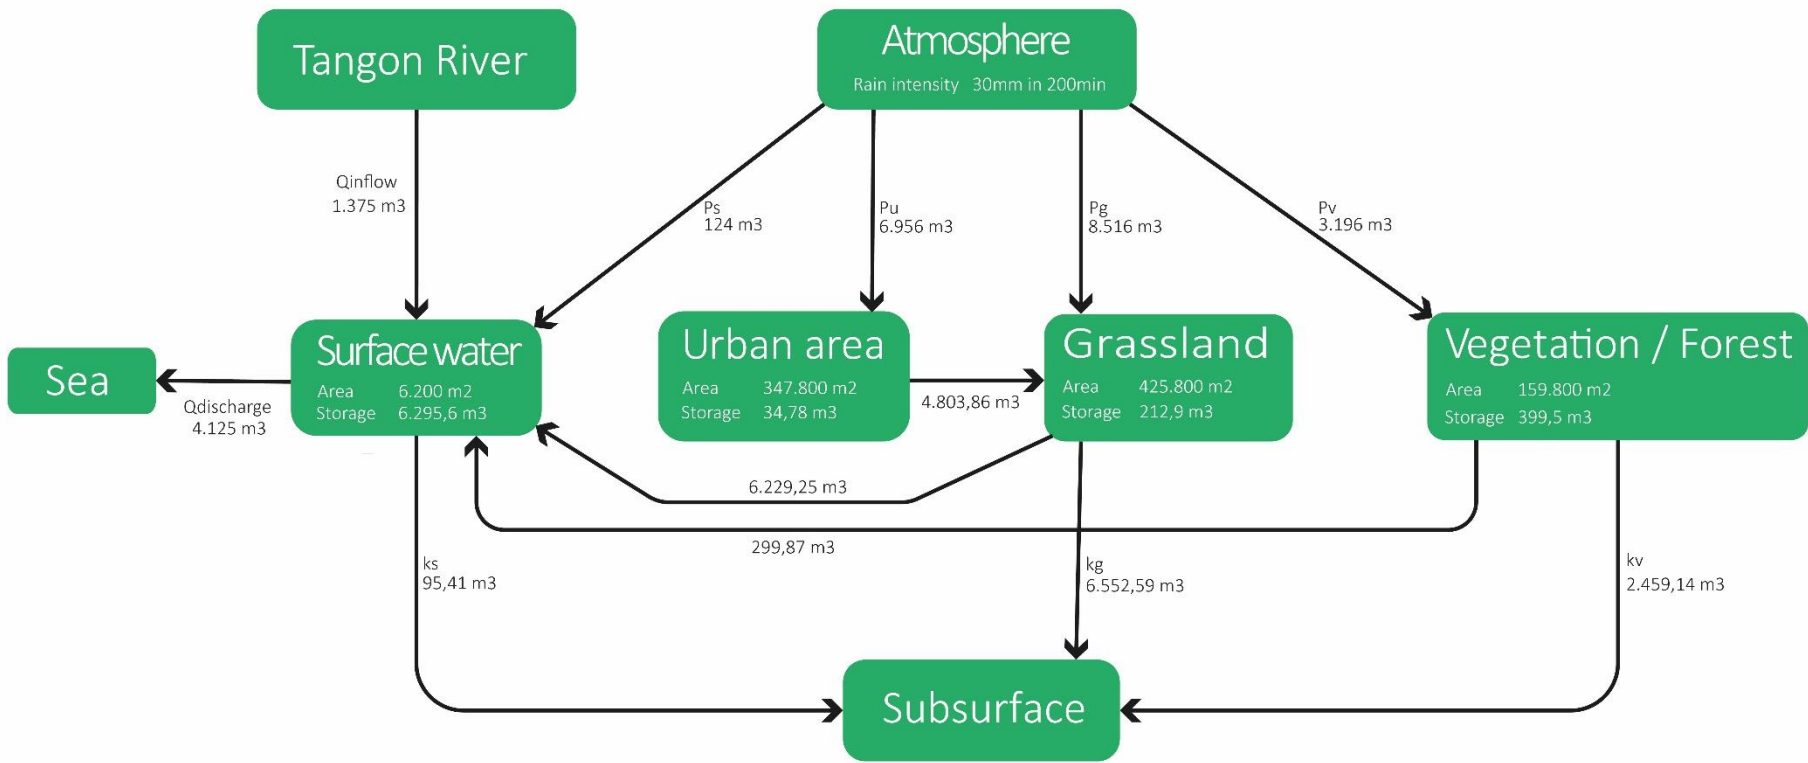 Tangon River
Atmosphere
Rain intensity 30mm in 200min
Qinflow
1.375 m3
Ps
124 m3
Pu
6.956 m3
Pg
8.516 m3
Pv
3.196 m3
Sea
Qdischarge
4.125 m3
Surface water
Area 6.200 m2
Storage 6.295,6 m3
Urban area
Area 347.800 m2
Storage 34,78 m3
4.803,86 m3
Grassland
Area 425.800 m2
Storage 212,9 m3
Vegetation / Forest
Area 159.800 m2
Storage 399,5 m3
6.229,25 m3
299,87 m3
ks
95,41 m3
kg
6.552,59 m3
kv
2.459,14 m3
Subsurface